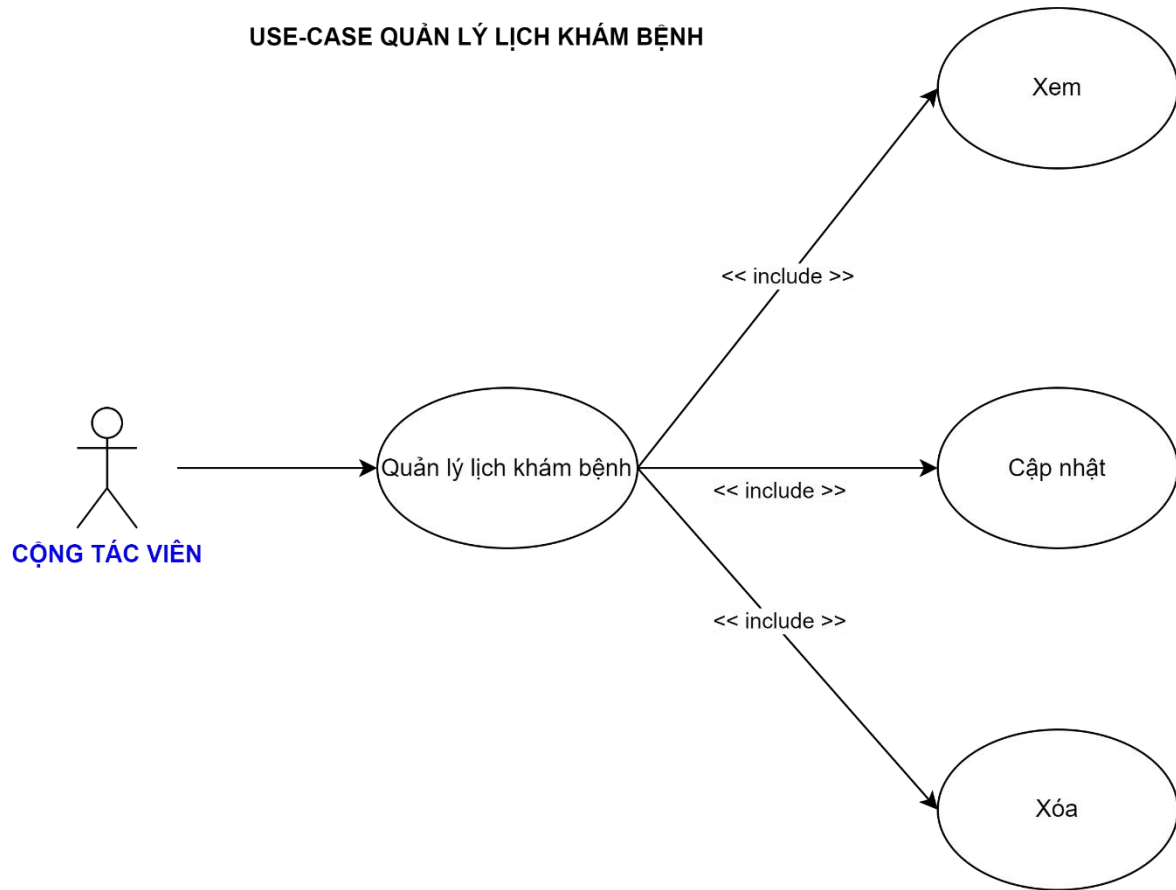 USE-CASE QUẢN LÝ LỊCH KHÁM BỆNH
Xem
<< include >>
Quản lý lịch khám bệnh
<< include >>
Cập nhật
CỘNG TÁC VIÊN
<< include >>
Xóa